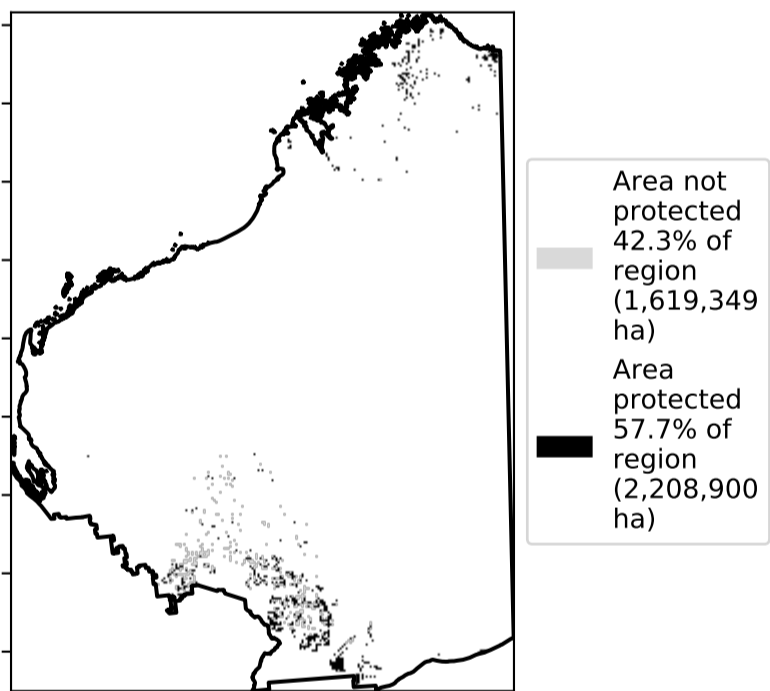 Area not
protected
42.3% of
region
(1,619,349
ha)
Area
protected
57.7% of
region
(2,208,900
ha)